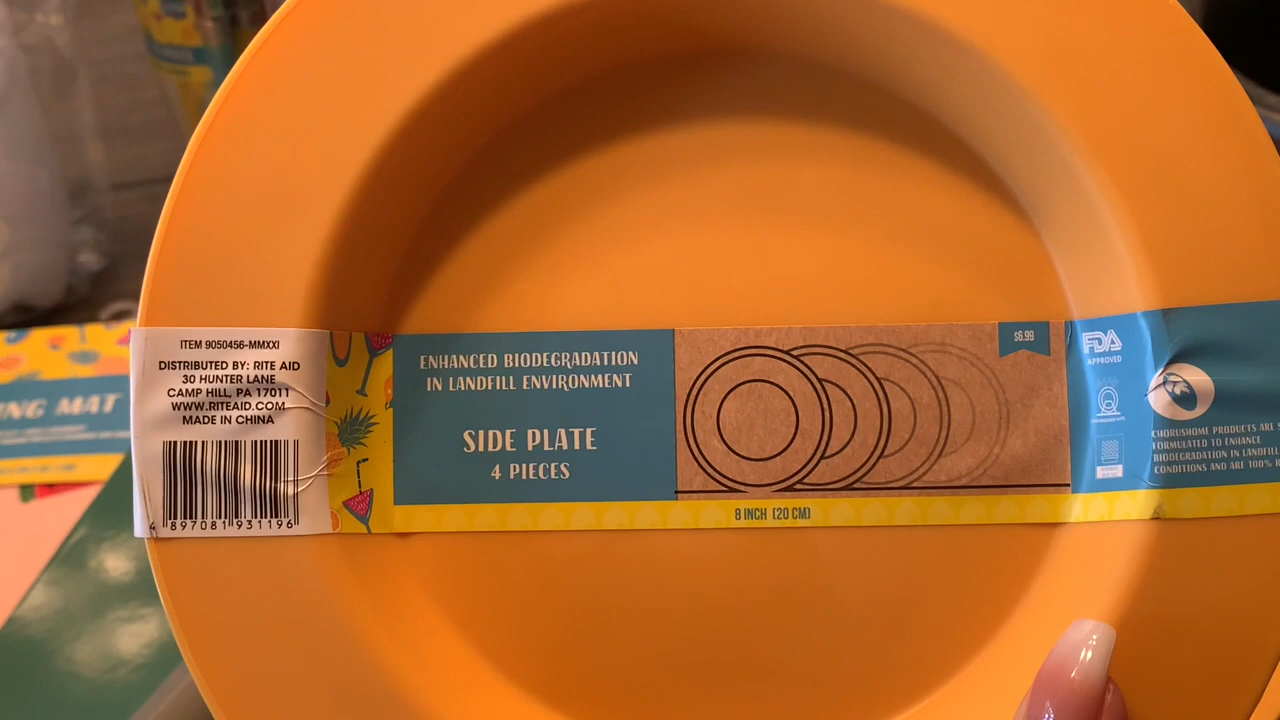 ITEM 9050456-MMXXI
DISTRIBUTED BY: RITE AID
30 HUNTER LANE
CAMP HILL, PA 17011
WWW.RITEAID.COM
MADE IN CHINA
4 897081 931196
ENHANCED BIODEGRADATION
IN LANDFILL ENVIRONMENT
SIDE PLATE
4 PIECES
$6.99
8 INCH (20 CM)
FDA
APPROVED
CHORUSHOME PRODUCTS ARE
FORMULATED TO ENHANCE
BIODEGRADATION IN LANDFILL
CONDITIONS AND ARE 100%
MAT